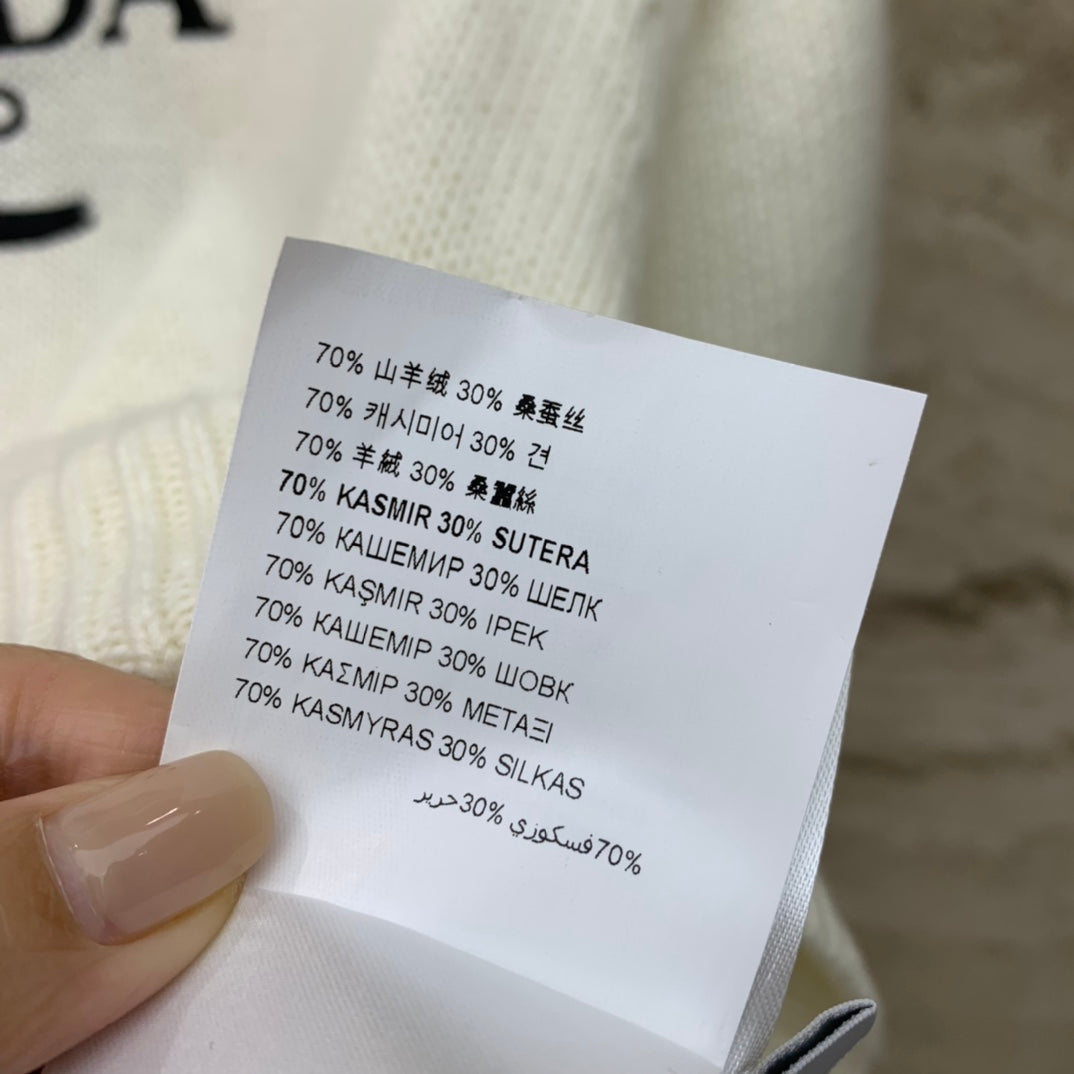 DA
70% 山羊绒 30% 桑蚕丝
70% 캐시미어 30% 견
70% 羊絨 30% 桑蠶絲
70% KASMIR 30% SUTERA
70% КАШЕМИР 30% ШЕЛК
70% KAŞMIR 30% IPEK
70% КАШЕМІР 30% ШОВК
70% ΚΑΣΜΙΡ 30% ΜΕΤΑΞΙ
70% KASMYRAS 30% SILKAS
70%فسكوزي 30%حرير